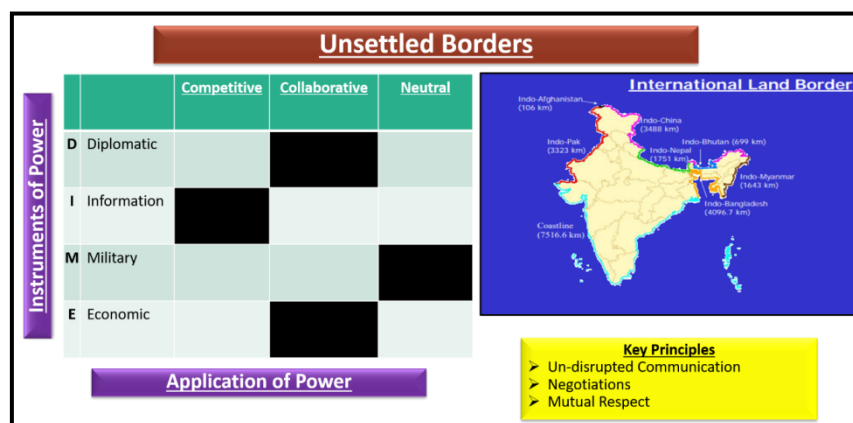 Unsettled Borders
Instruments of Power
Competitive Collaborative Neutral
D Diplomatic
I Information
M Military
E Economic
Application of Power
International Land Border
Indo-Afghanistan
(106 km)
Indo-China
(3488 km)
Indo-Pak
(3323 km)
Indo-Nepal
(1751 km)
Indo-Bhutan (699 km)
Indo-Myanmar
(1643 km)
Indo-Bangladesh
(4096.7 km)
Coastline
(7516.6 km)
Key Principles
➤ Un-disrupted Communication
➤ Negotiations
➤ Mutual Respect